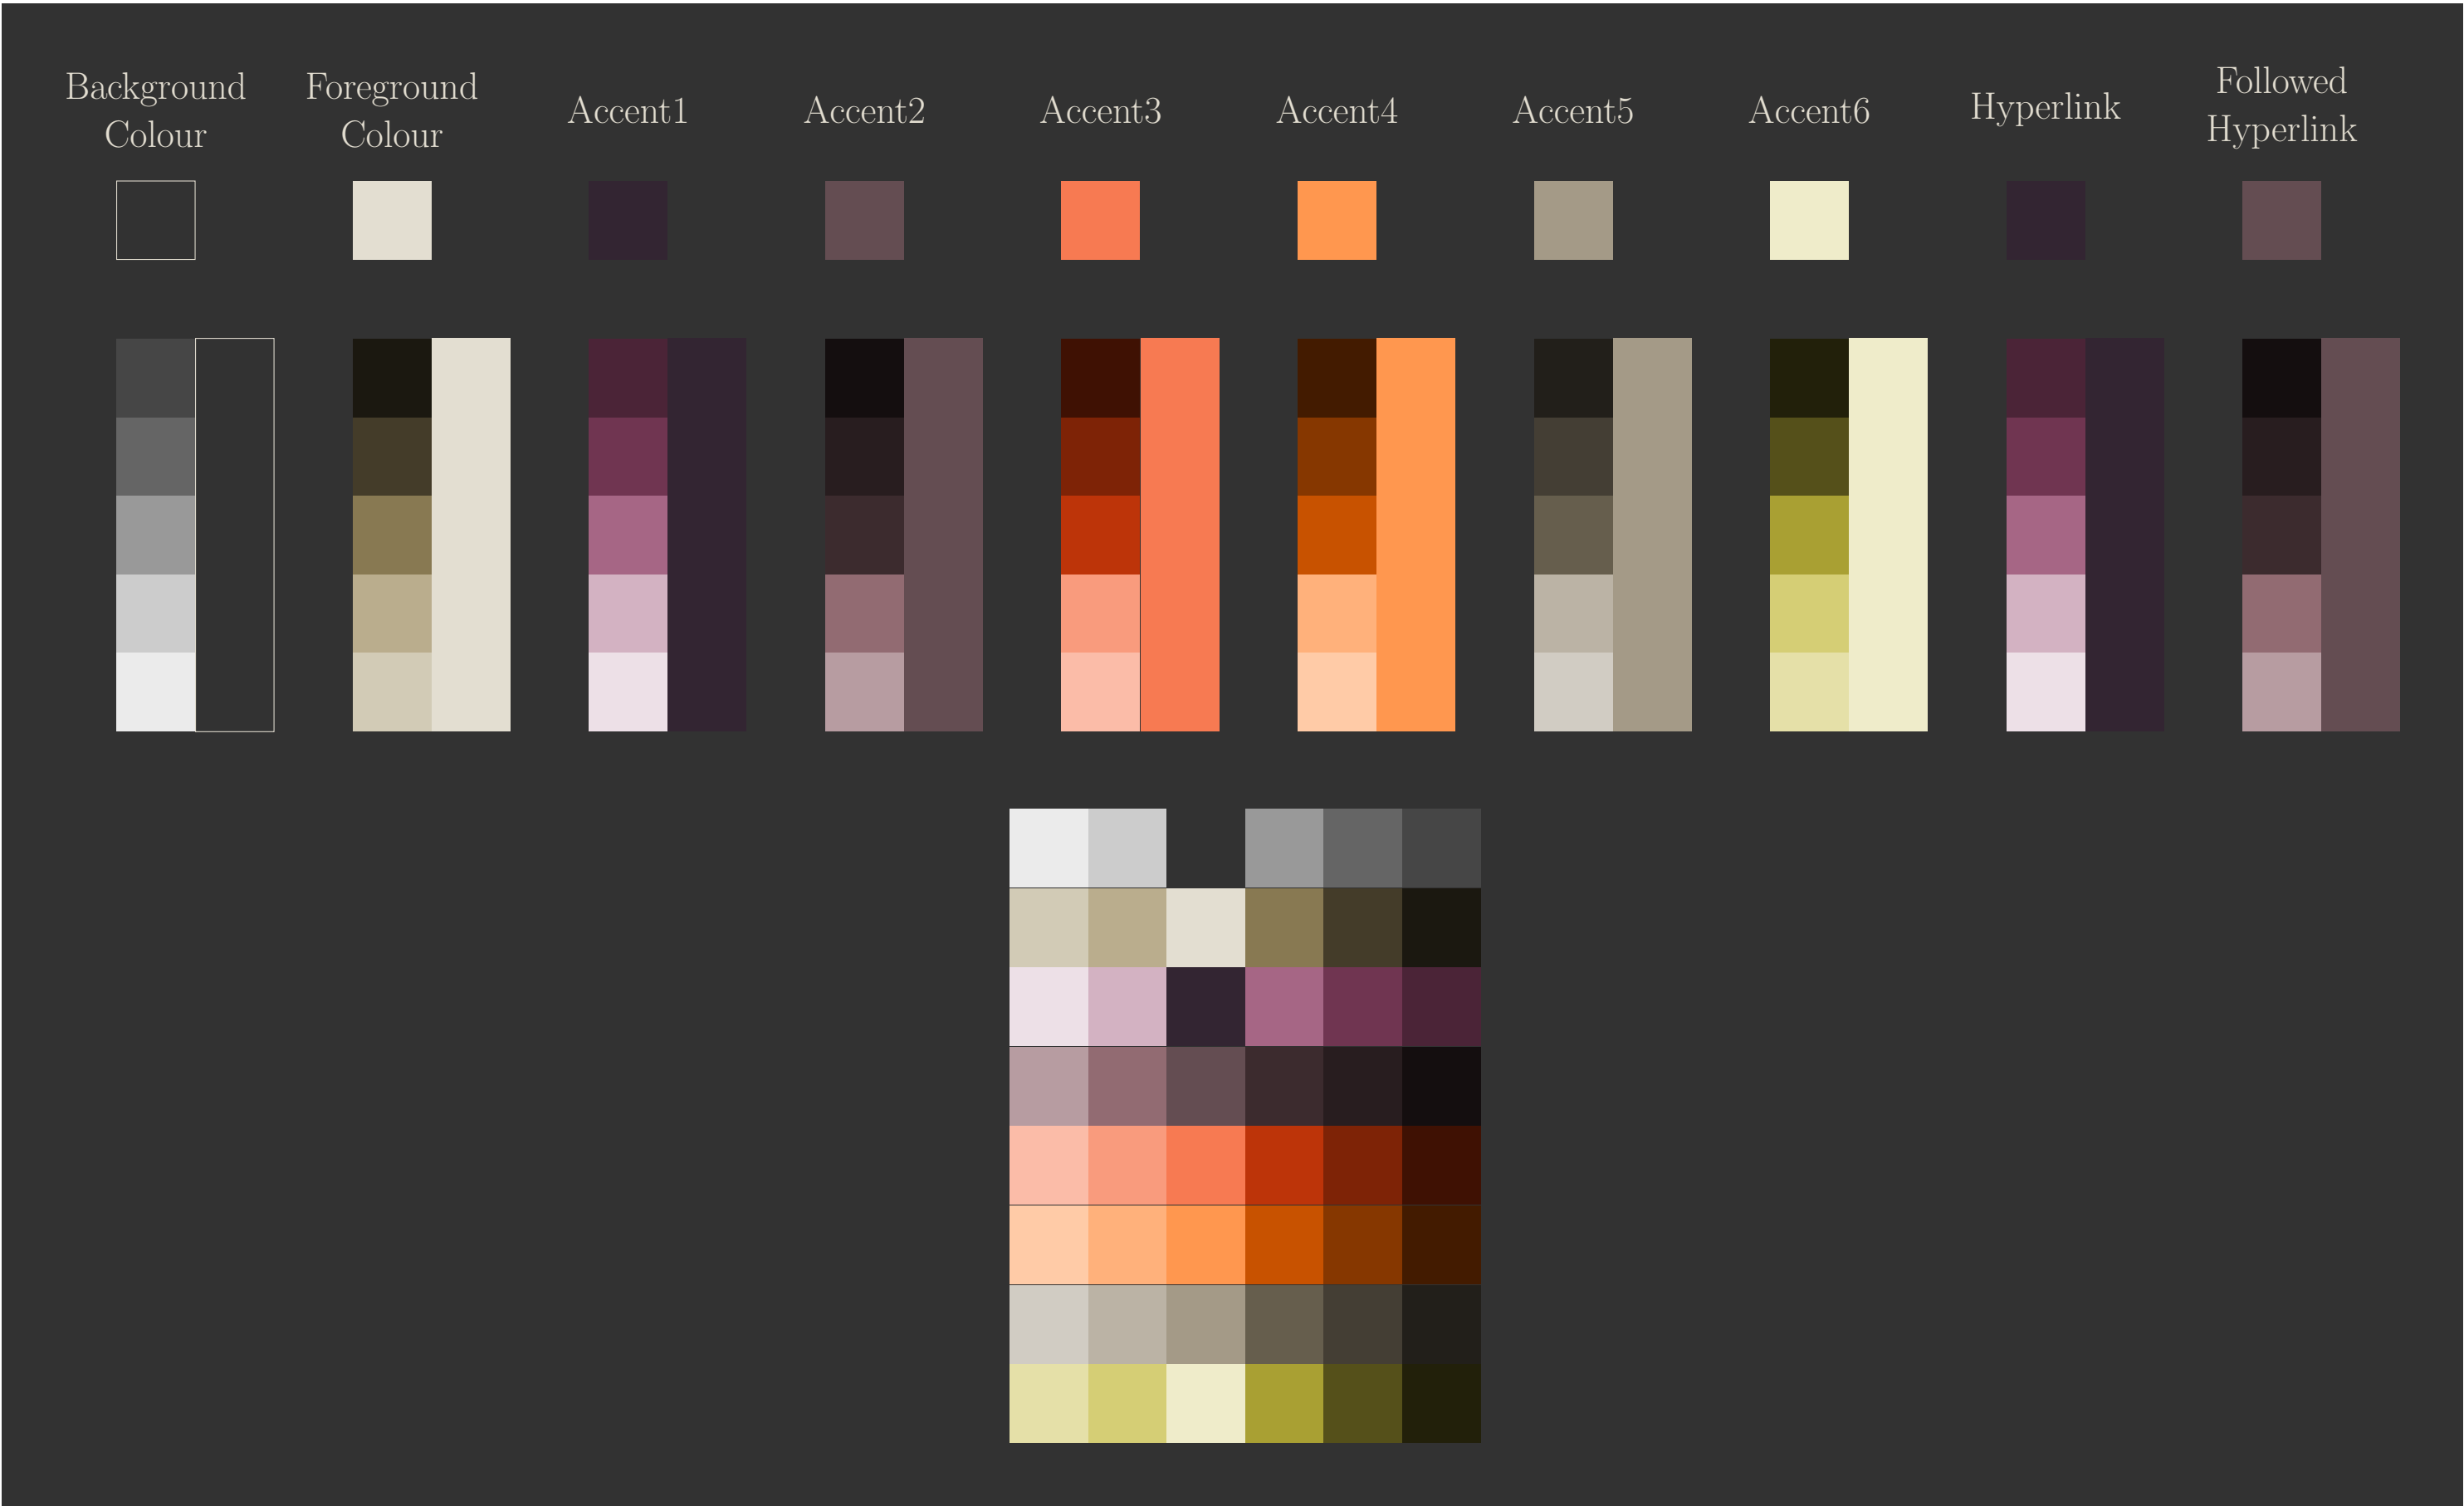 Background
Colour
Foreground
Colour
Accent1
Accent2
Accent3
Accent4
Accent5
Accent6
Hyperlink
Followed
Hyperlink